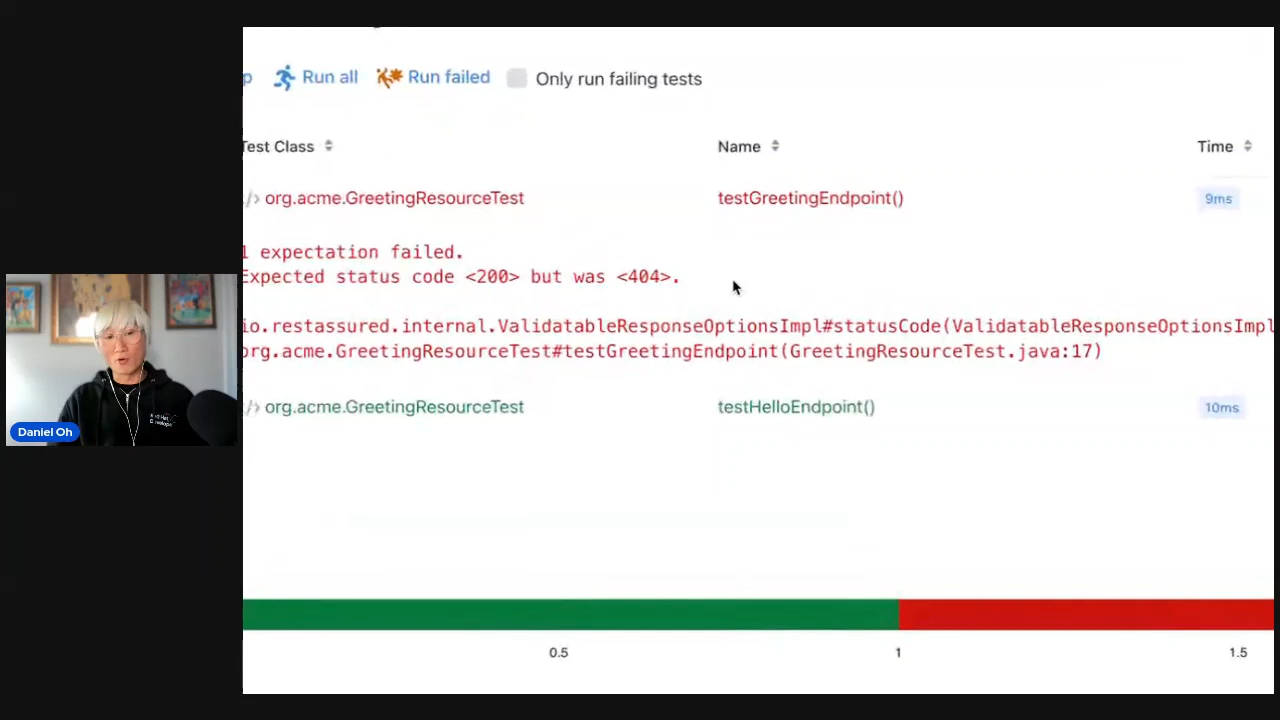 p Run all Run failed Only run failing tests
Test Class Name Time
org.acme.GreetingResourceTest testGreetingEndpoint() 9ms
1 expectation failed.
Expected status code <200> but was <404>.
io.restassured.internal.ValidatableResponseOptionsImpl#statusCode(ValidatableResponseOptionsImpl
org.acme.GreetingResourceTest#testGreetingEndpoint(GreetingResourceTest.java:17)
/> org.acme.GreetingResourceTest testHelloEndpoint() 10ms
Daniel Oh
0.5 1 1.5